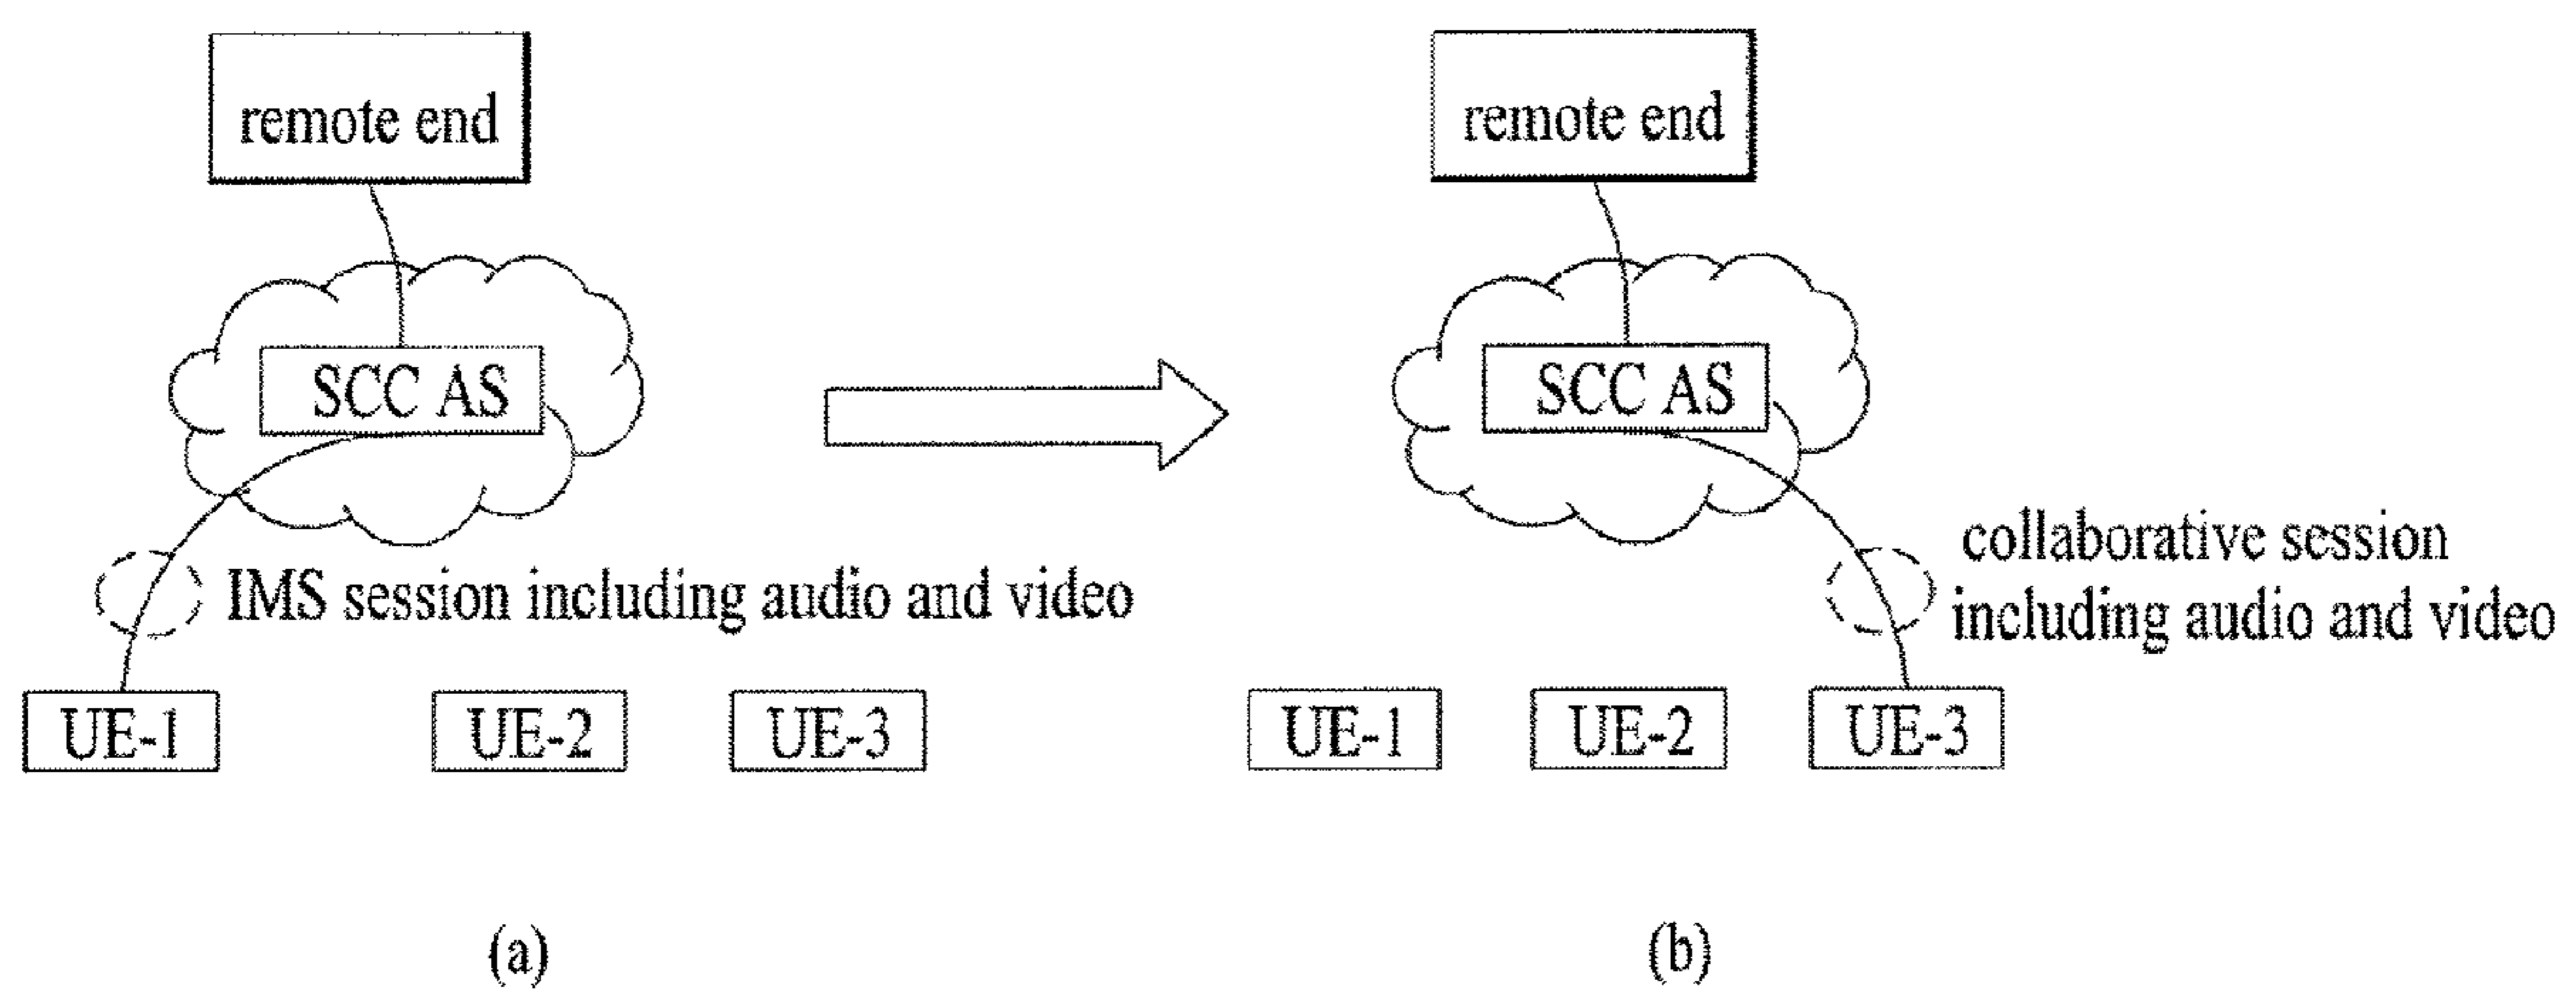 remote end
SCC AS
IMS session including audio and video
UE-1
UE-2
UE-3
(a)
remote end
SCC AS
collaborative session
including audio and video
UE-1
UE-2
UE-3
(b)